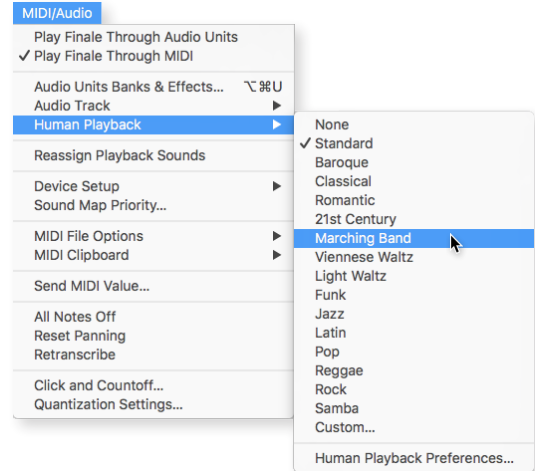 MIDI/Audio
Play Finale Through Audio Units
✓ Play Finale Through MIDI
Audio Units Banks & Effects... ⌥⌘U
Audio Track ▶
Human Playback ▶
Reassign Playback Sounds
Device Setup ▶
Sound Map Priority...
MIDI File Options ▶
MIDI Clipboard ▶
Send MIDI Value...
All Notes Off
Reset Panning
Retranscribe
Click and Countoff...
Quantization Settings...
None
✓ Standard
Baroque
Classical
Romantic
21st Century
Marching Band
Viennese Waltz
Light Waltz
Funk
Jazz
Latin
Pop
Reggae
Rock
Samba
Custom...
Human Playback Preferences...